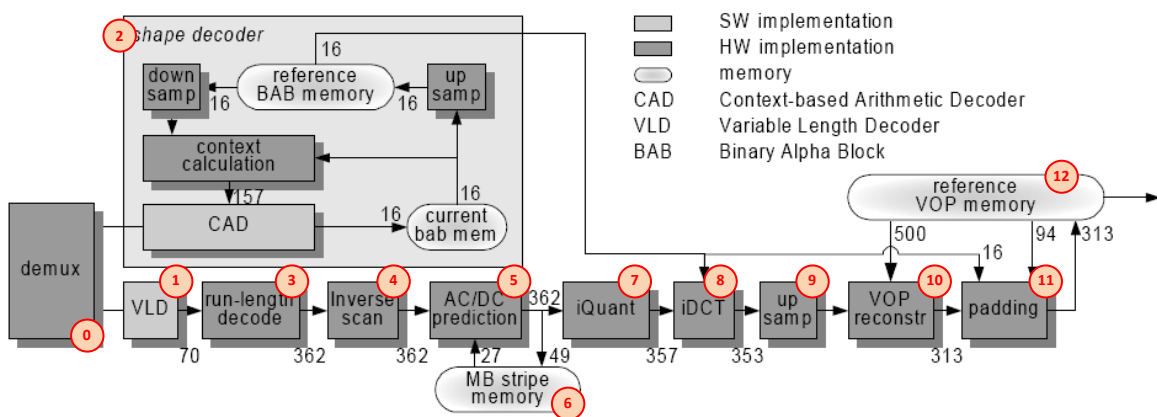 2
shape decoder
16
down
samp
16
reference
BAB memory
16
up
samp
context
calculation
157
CAD
16
16
current
bab mem
SW implementation
HW implementation
memory
CAD Context-based Arithmetic Decoder
VLD Variable Length Decoder
BAB Binary Alpha Block
12
reference
VOP memory
500
94
313
16
demux
0
1
VLD
70
3
run-length
decode
362
4
Inverse
scan
362
5
AC/DC
prediction
362
27
49
MB stripe
memory
6
7
iQuant
357
8
iDCT
353
9
up
samp
10
VOP
reconstr
313
11
padding